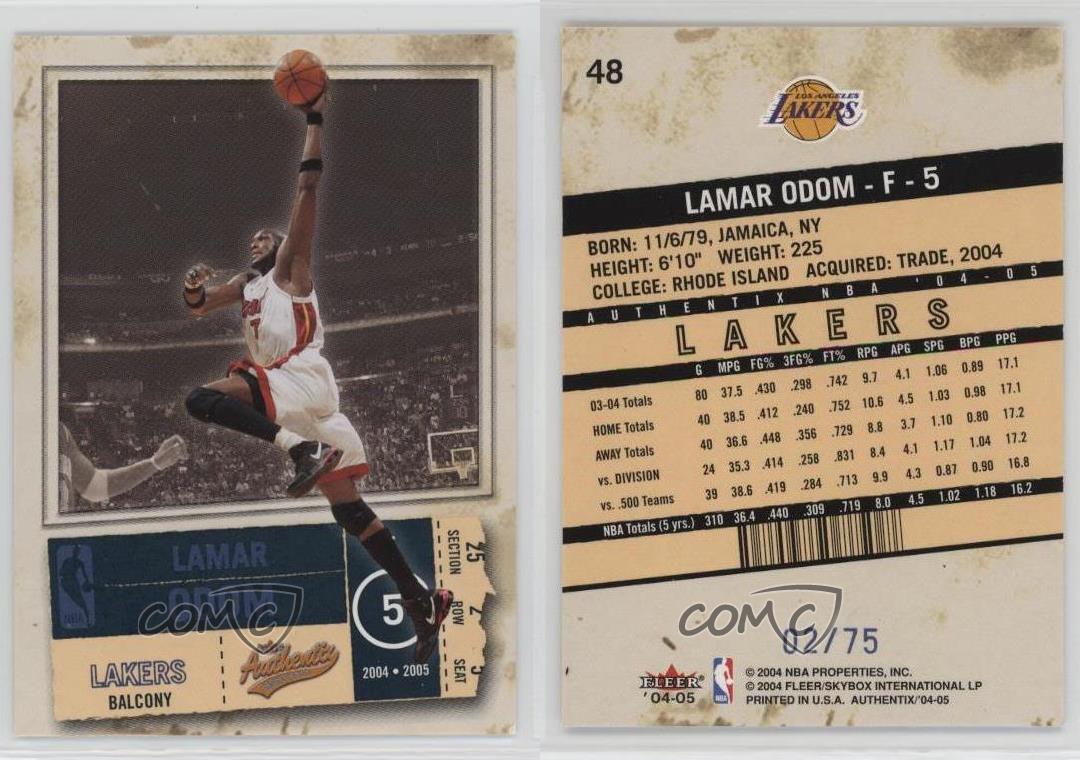 7
LAMAR
ODOM
NBA
LAKERS
BALCONY
Authentix
5
2004 • 2005
SECTION 25
ROW 2
SEAT 5
COMC
48
LOS ANGELES
LAKERS
LAMAR ODOM - F - 5
BORN: 11/6/79, JAMAICA, NY
HEIGHT: 6'10" WEIGHT: 225
COLLEGE: RHODE ISLAND ACQUIRED: TRADE, 2004
AUTHENTIX NBA '04-05
LAKERS
G MPG FG% 3FG% FT% RPG APG SPG BPG PPG
03-04 Totals 80 37.5 .430 .298 .742 9.7 4.1 1.06 0.89 17.1
HOME Totals 40 38.5 .412 .240 .752 10.6 4.5 1.03 0.98 17.1
AWAY Totals 40 36.6 .448 .356 .729 8.8 3.7 1.10 0.80 17.2
vs. DIVISION 24 35.3 .414 .258 .831 8.4 4.1 1.17 1.04 17.2
vs. .500 Teams 39 38.6 .419 .284 .713 9.9 4.3 0.87 0.90 16.8
NBA Totals (5 yrs.) 310 36.4 .440 .309 .719 8.0 4.5 1.02 1.18 16.2
COMC
02/75
FLEER
'04-05
NBA
© 2004 NBA PROPERTIES, INC.
© 2004 FLEER/SKYBOX INTERNATIONAL LP
PRINTED IN U.S.A. AUTHENTIX/'04-05